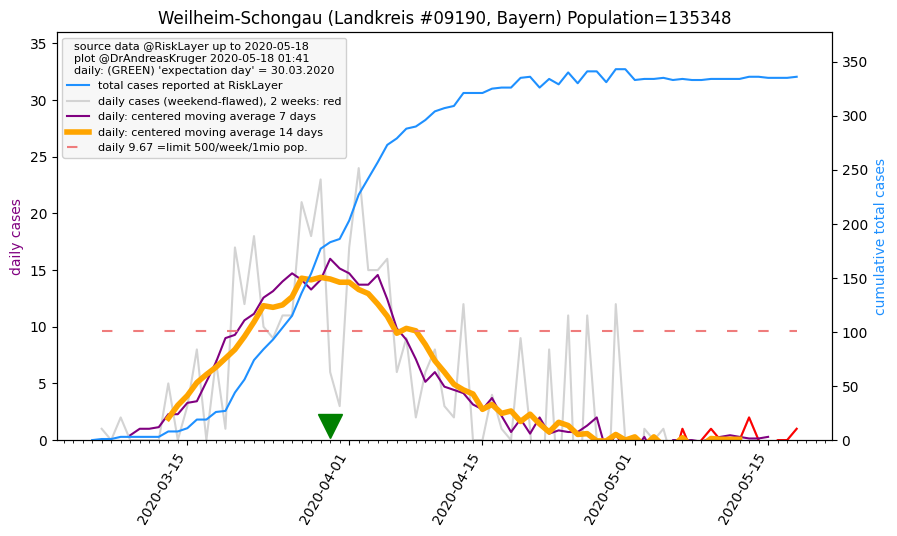 Weilheim-Schongau (Landkreis #09190, Bayern) Population=135348
source data @RiskLayer up to 2020-05-18
plot @DrAndreasKruger 2020-05-18 01:41
daily: (GREEN) 'expectation day' = 30.03.2020
total cases reported at RiskLayer
daily cases (weekend-flawed), 2 weeks: red
daily: centered moving average 7 days
daily: centered moving average 14 days
daily 9.67 =limit 500/week/1mio pop.
daily cases
35
30
25
20
15
10
5
0
cumulative total cases
350
300
250
200
150
100
50
0
2020-03-15
2020-04-01
2020-04-15
2020-05-01
2020-05-15